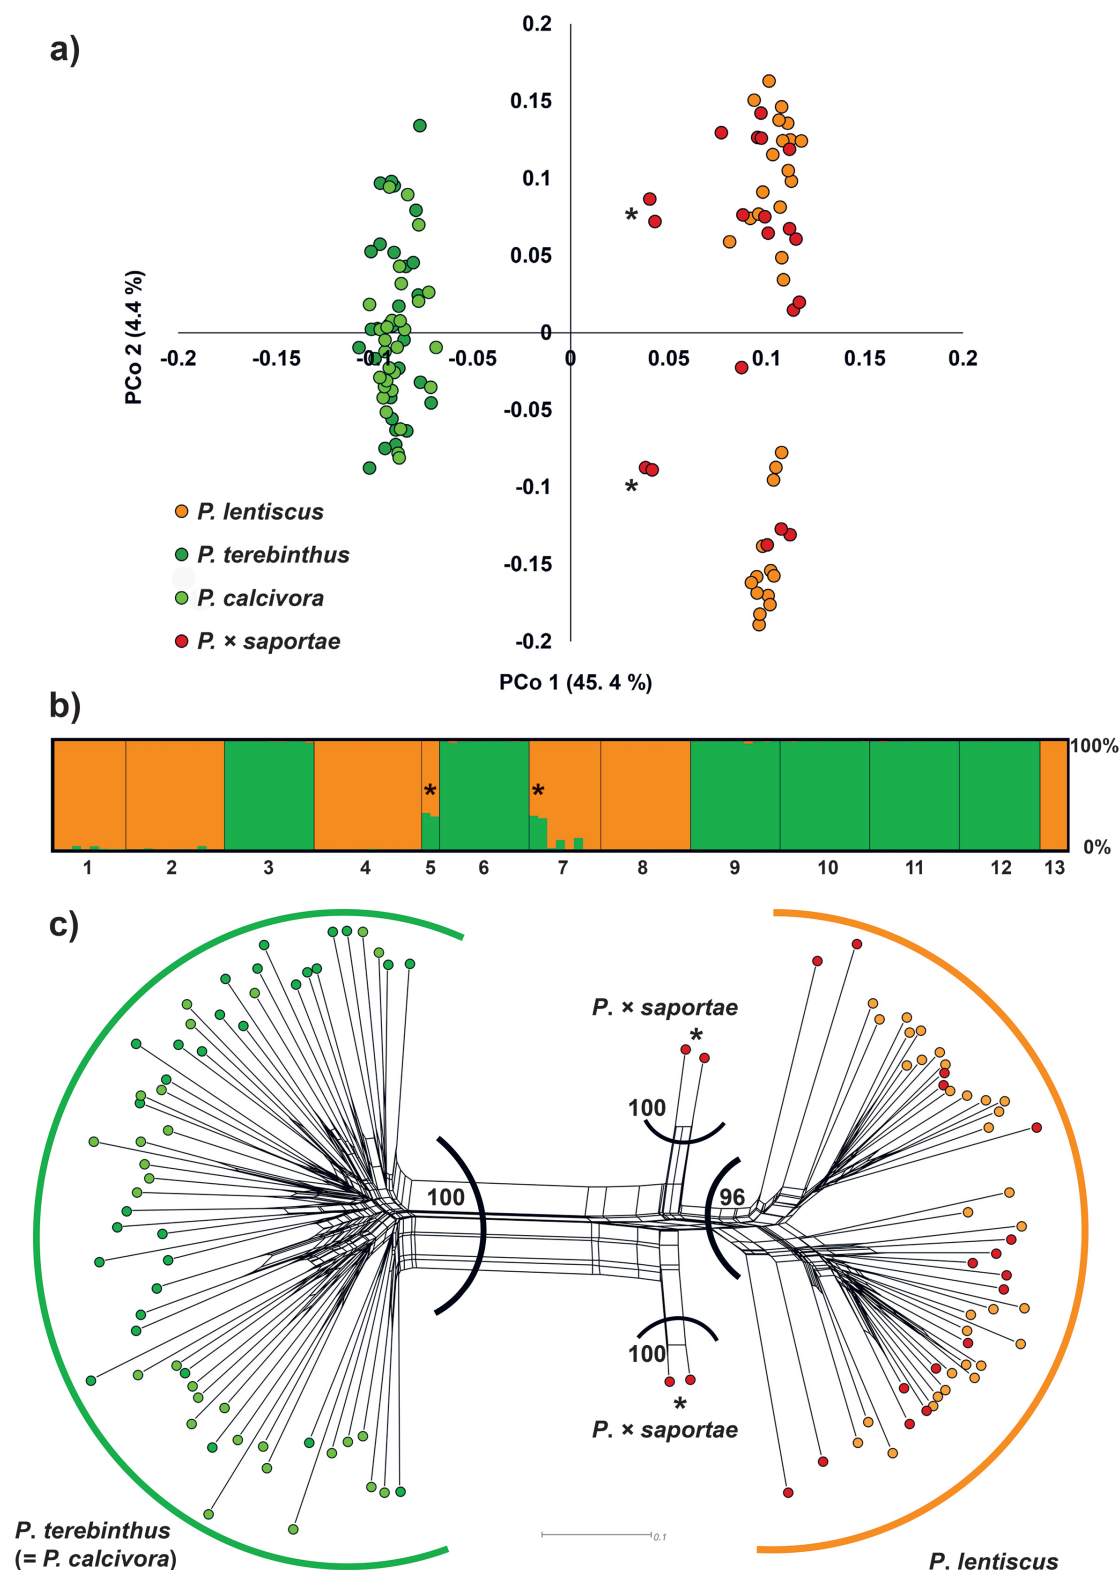 a)
0.2
0.15
0.1
0.05
0
-0.05
-0.1
-0.15
-0.2
PCo 2 (4.4 %)
-0.2 -0.15 -0.1 -0.05 0 0.05 0.1 0.15 0.2
*
*
P. lentiscus
P. terebinthus
P. calcivora
P. × saportae
PCo 1 (45. 4 %)
b)
100%
* *
0%
1 2 3 4 5 6 7 8 9 10 11 12 13
c)
P. × saportae
*
100
100 96
100
*
P. × saportae
0.1
P. terebinthus
(= P. calcivora)
P. lentiscus